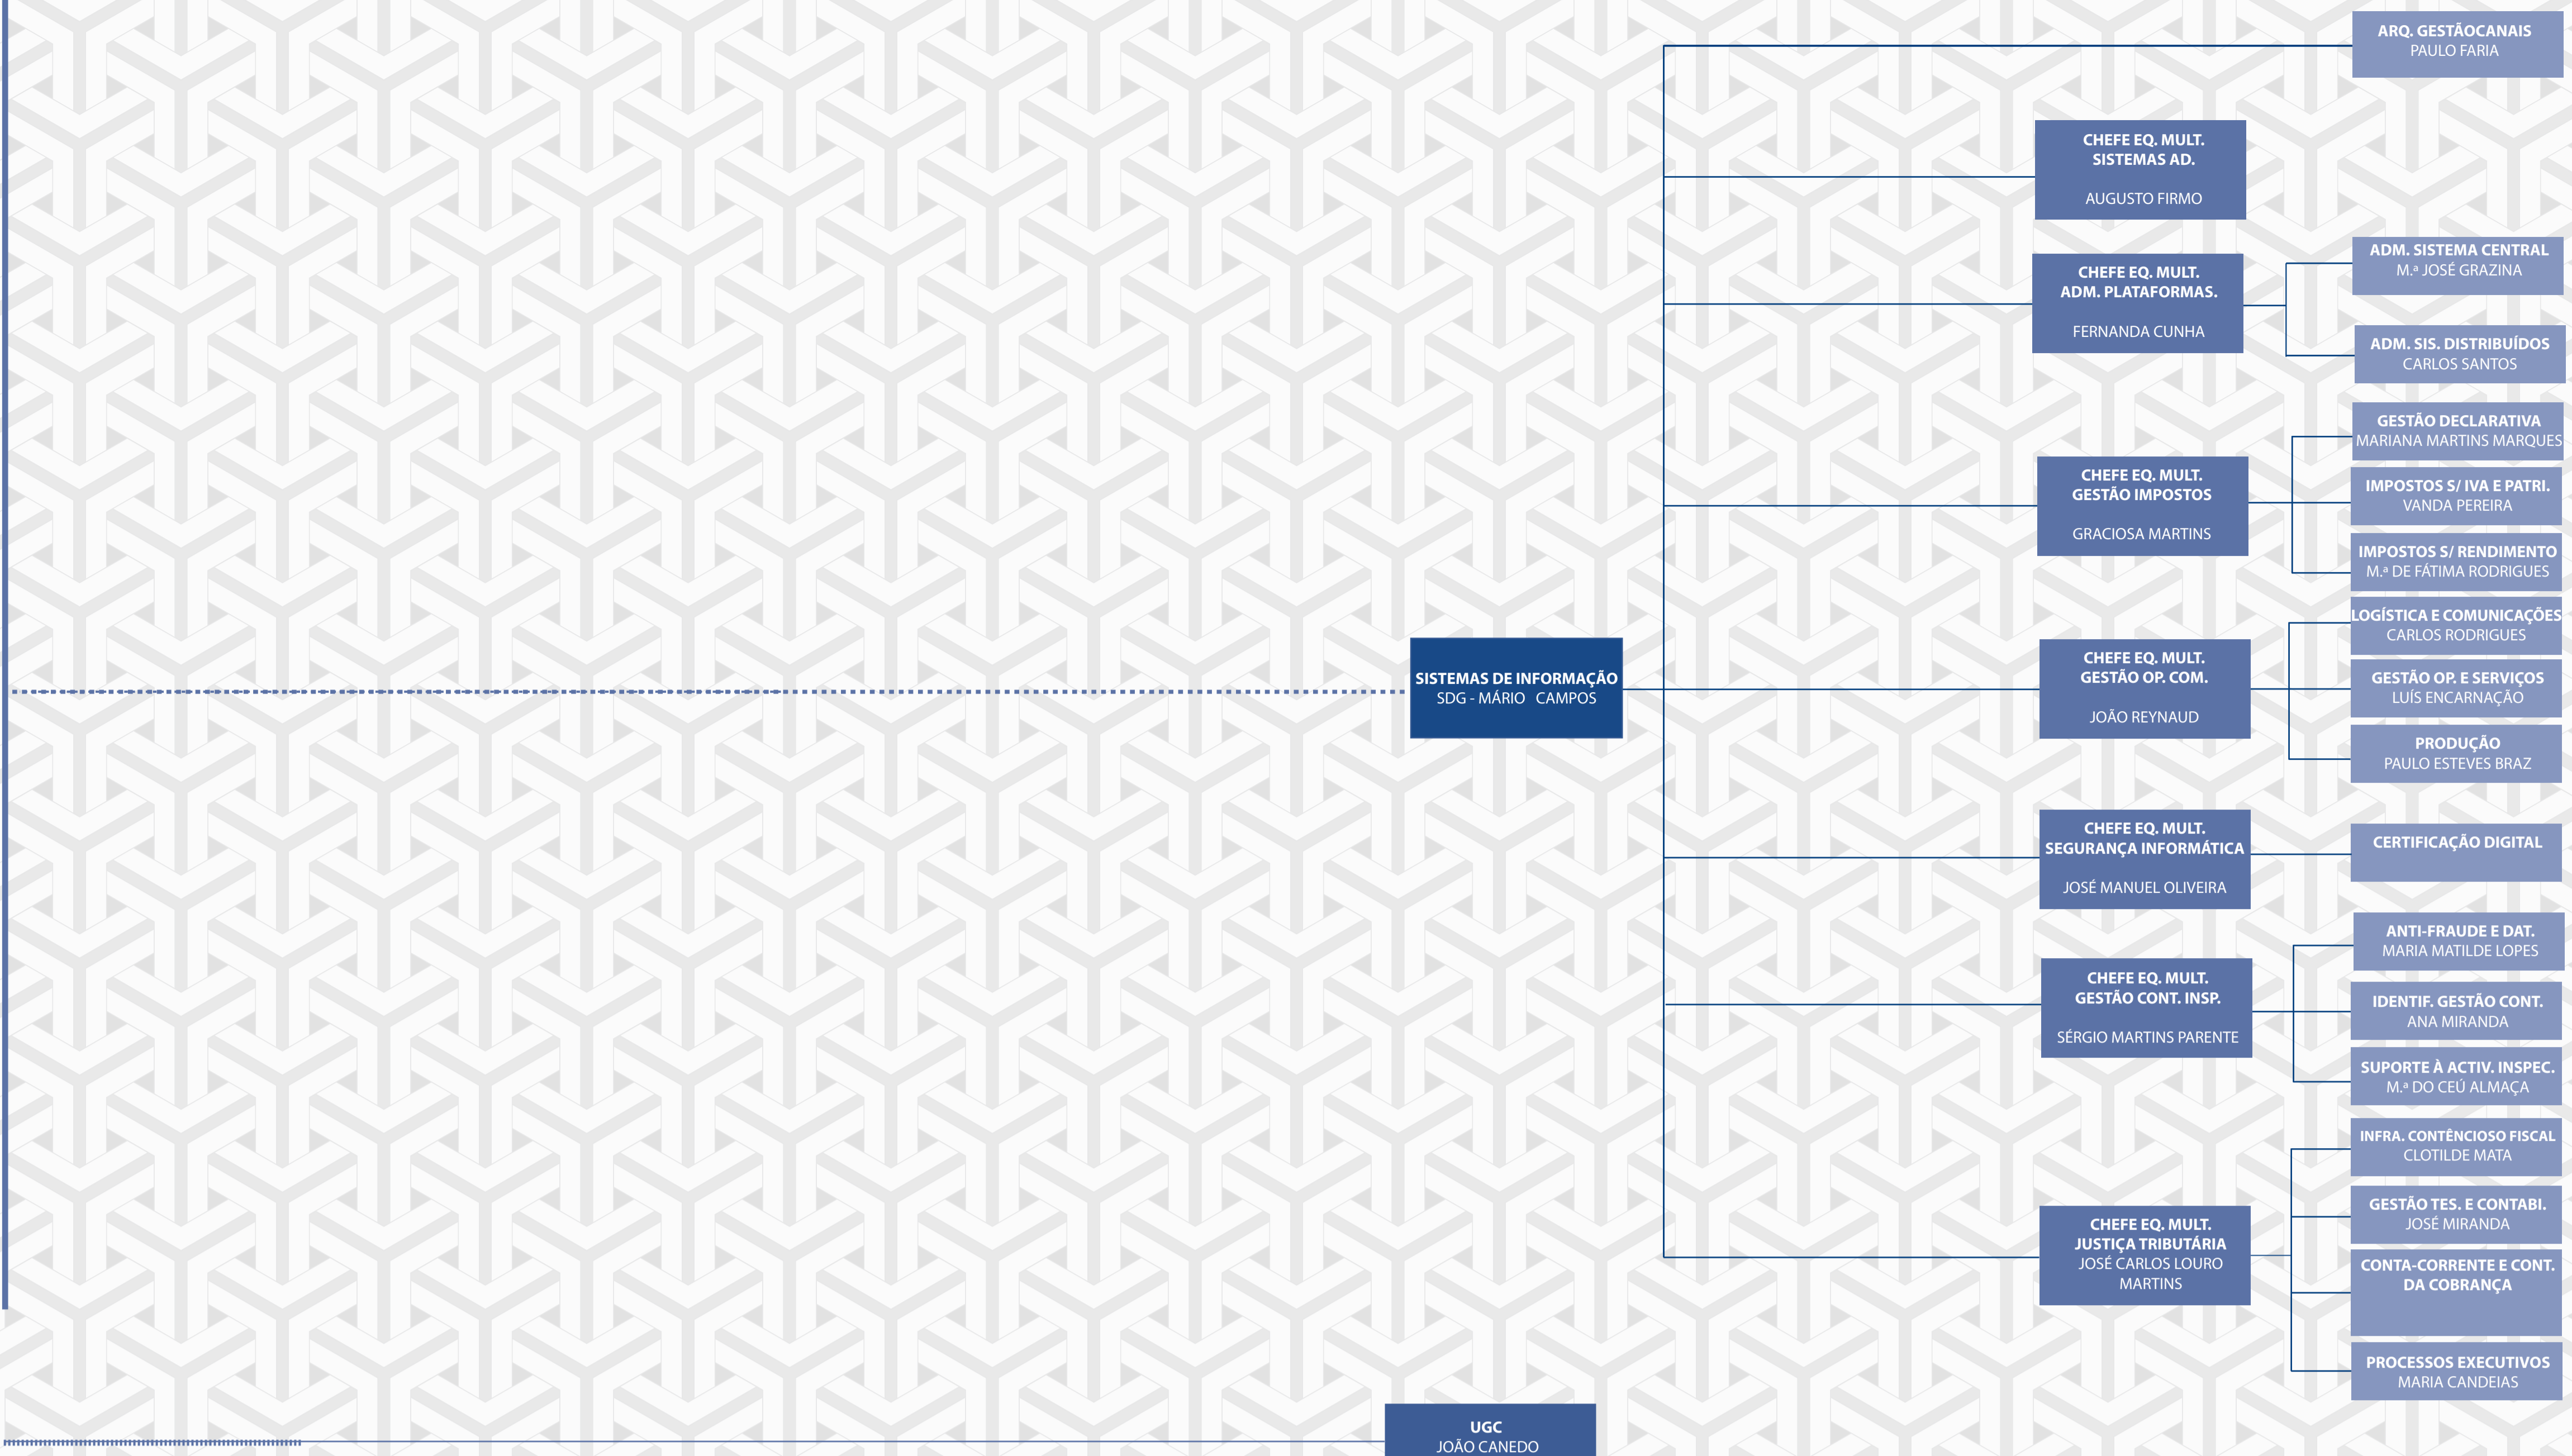 ARQ. GESTÃOCANAIS
PAULO FARIA
CHEFE EQ. MULT.
SISTEMAS AD.
AUGUSTO FIRMO
CHEFE EQ. MULT.
ADM. PLATAFORMAS.
FERNANDA CUNHA
ADM. SISTEMA CENTRAL
M.ª JOSÉ GRAZINA
ADM. SIS. DISTRIBUÍDOS
CARLOS SANTOS
CHEFE EQ. MULT.
GESTÃO IMPOSTOS
GRACIOSA MARTINS
GESTÃO DECLARATIVA
MARIANA MARTINS MARQUES
IMPOSTOS S/ IVA E PATRI.
VANDA PEREIRA
IMPOSTOS S/ RENDIMENTO
M.ª DE FÁTIMA RODRIGUES
SISTEMAS DE INFORMAÇÃO
SDG - MÁRIO CAMPOS
CHEFE EQ. MULT.
GESTÃO OP. COM.
JOÃO REYNAUD
LOGÍSTICA E COMUNICAÇÕES
CARLOS RODRIGUES
GESTÃO OP. E SERVIÇOS
LUÍS ENCARNAÇÃO
PRODUÇÃO
PAULO ESTEVES BRAZ
CHEFE EQ. MULT.
SEGURANÇA INFORMÁTICA
JOSÉ MANUEL OLIVEIRA
CERTIFICAÇÃO DIGITAL
CHEFE EQ. MULT.
GESTÃO CONT. INSP.
SÉRGIO MARTINS PARENTE
ANTI-FRAUDE E DAT.
MARIA MATILDE LOPES
IDENTIF. GESTÃO CONT.
ANA MIRANDA
SUPORTE À ACTIV. INSPEC.
M.ª DO CEÚ ALMAÇA
CHEFE EQ. MULT.
JUSTIÇA TRIBUTÁRIA
JOSÉ CARLOS LOURO
MARTINS
INFRA. CONTÊNCIOSO FISCAL
CLOTILDE MATA
GESTÃO TES. E CONTABI.
JOSÉ MIRANDA
CONTA-CORRENTE E CONT.
DA COBRANÇA
PROCESSOS EXECUTIVOS
MARIA CANDEIAS
UGC
JOÃO CANEDO